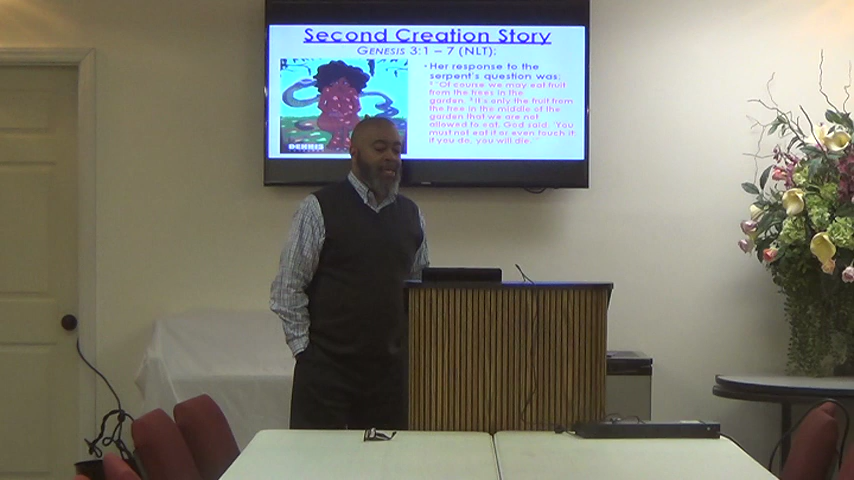 Second Creation Story
GENESIS 3:1 – 7 (NLT):
• Her response to the
serpent's question was:
2 "Of course we may eat fruit
from the trees in the
garden. 3 It's only the fruit from
the tree in the middle of the
garden that we are not
allowed to eat. God said, 'You
must not eat it or even touch it;
if you do, you will die.'
DENNIS